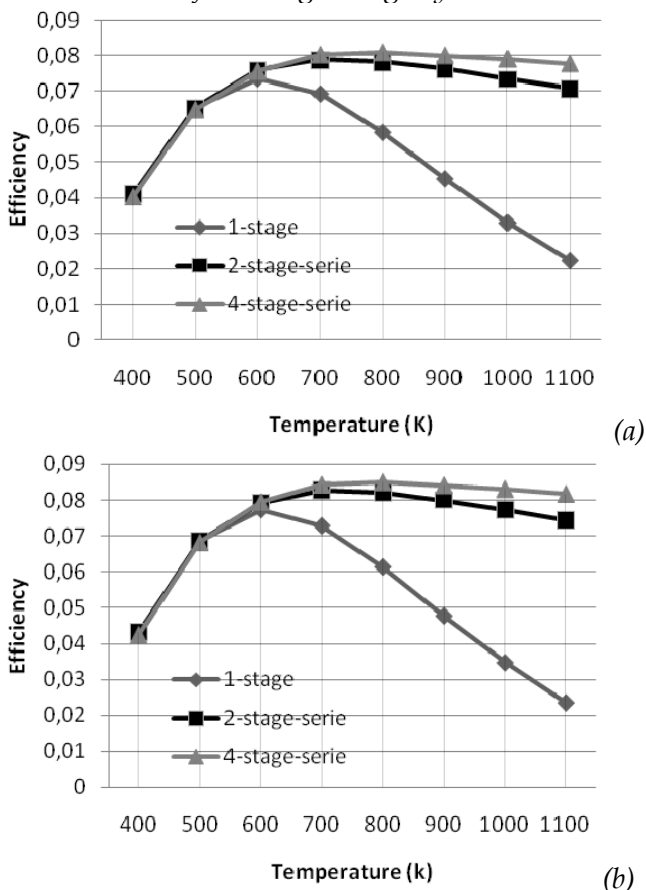 0,09
0,08
0,07
0,06
0,05
0,04
0,03
0,02
0,01
0
Efficiency
1-stage
2-stage-serie
4-stage-serie
400 500 600 700 800 900 1000 1100
Temperature (K)
(a)
0,09
0,08
0,07
0,06
0,05
0,04
0,03
0,02
0,01
0
Efficiency
1-stage
2-stage-serie
4-stage-serie
400 500 600 700 800 900 1000 1100
Temperature (k)
(b)